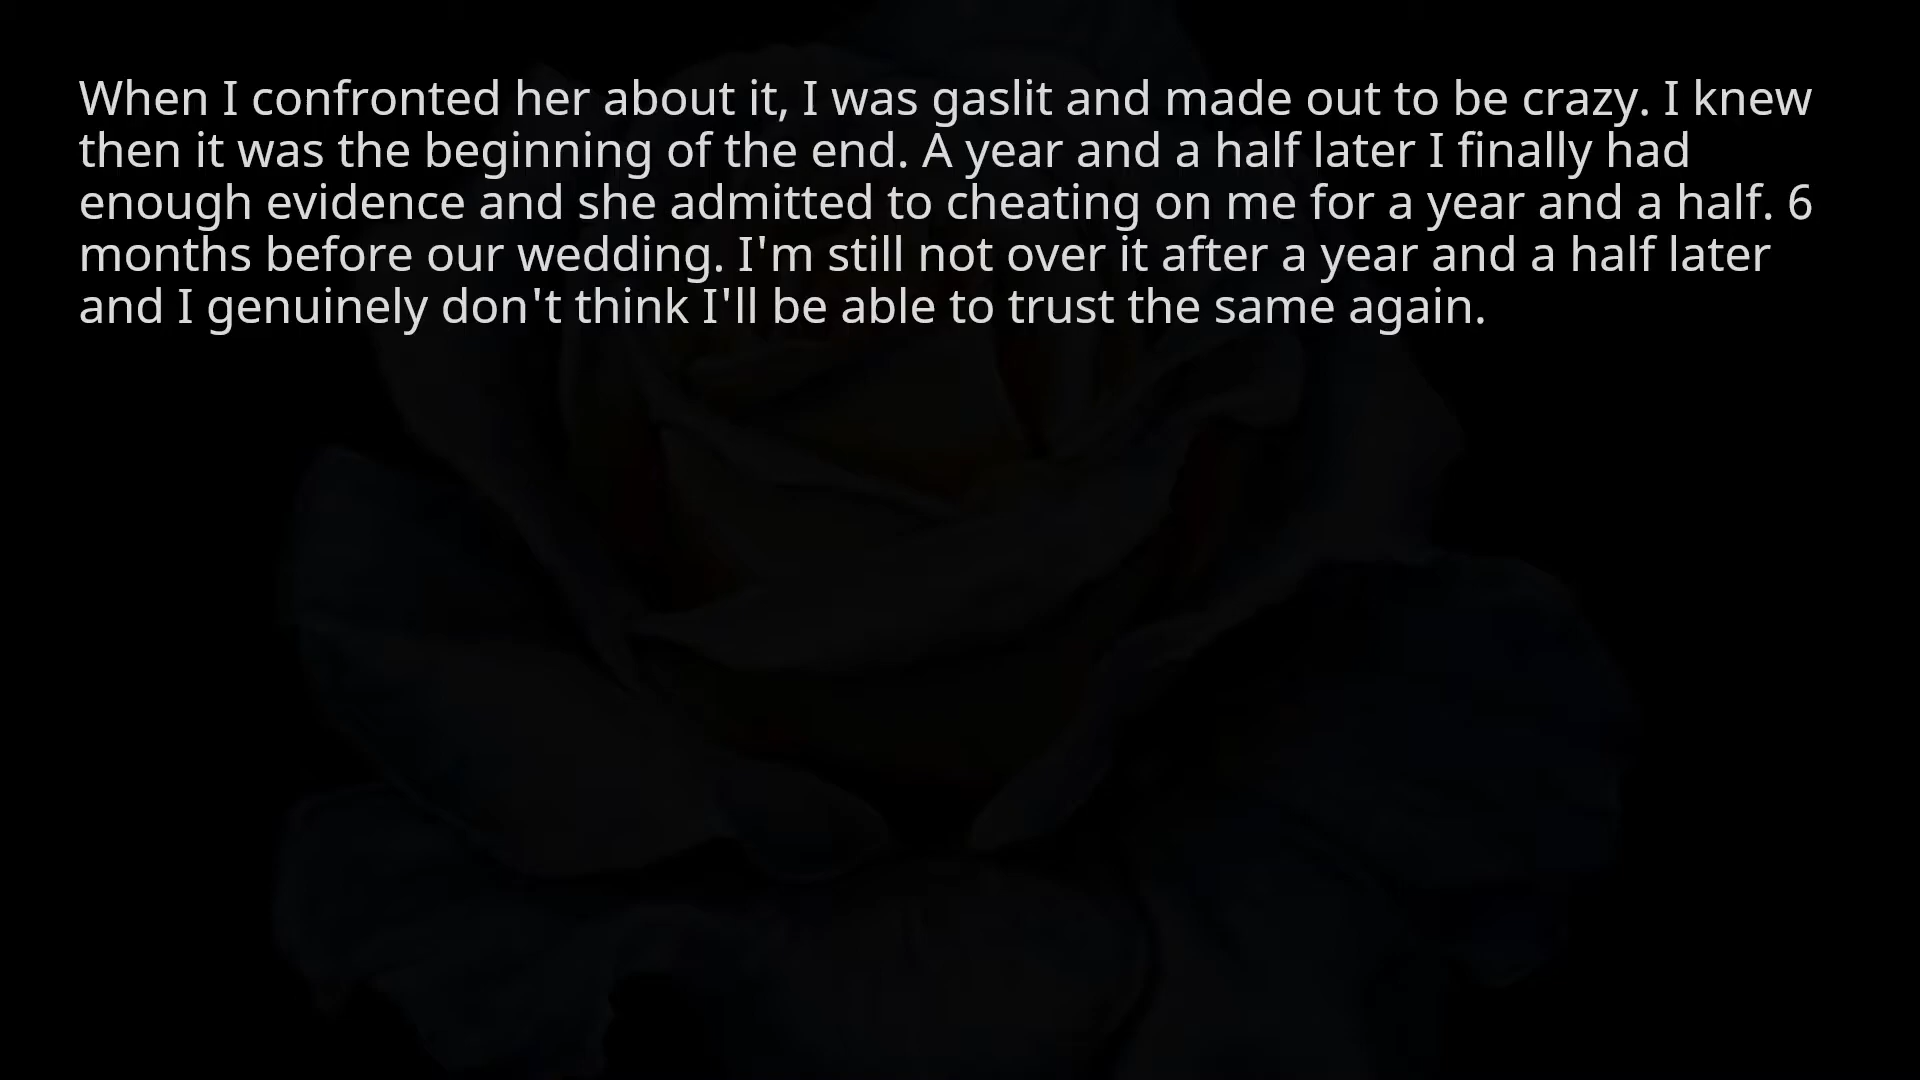 When I confronted her about it, I was gaslit and made out to be crazy. I knew
then it was the beginning of the end. A year and a half later I finally had
enough evidence and she admitted to cheating on me for a year and a half. 6
months before our wedding. I'm still not over it after a year and a half later
and I genuinely don't think I'll be able to trust the same again.